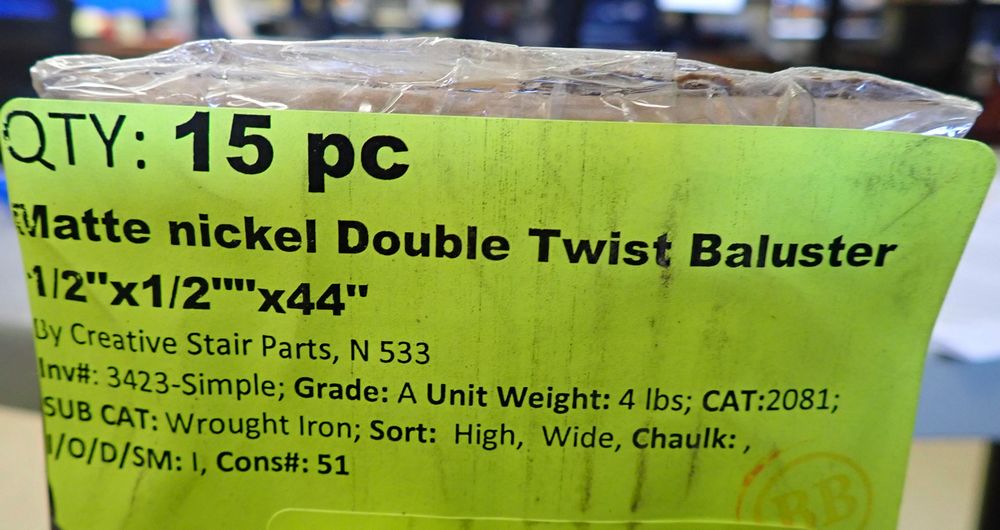 QTY: 15 pc
Matte nickel Double Twist Baluster
1/2"x1/2""x44"
By Creative Stair Parts, N 533
Inv#: 3423-Simple; Grade: A Unit Weight: 4 lbs; CAT:2081;
SUB CAT: Wrought Iron; Sort: High, Wide, Chaulk: ,
I/O/D/SM: I, Cons#: 51
RB